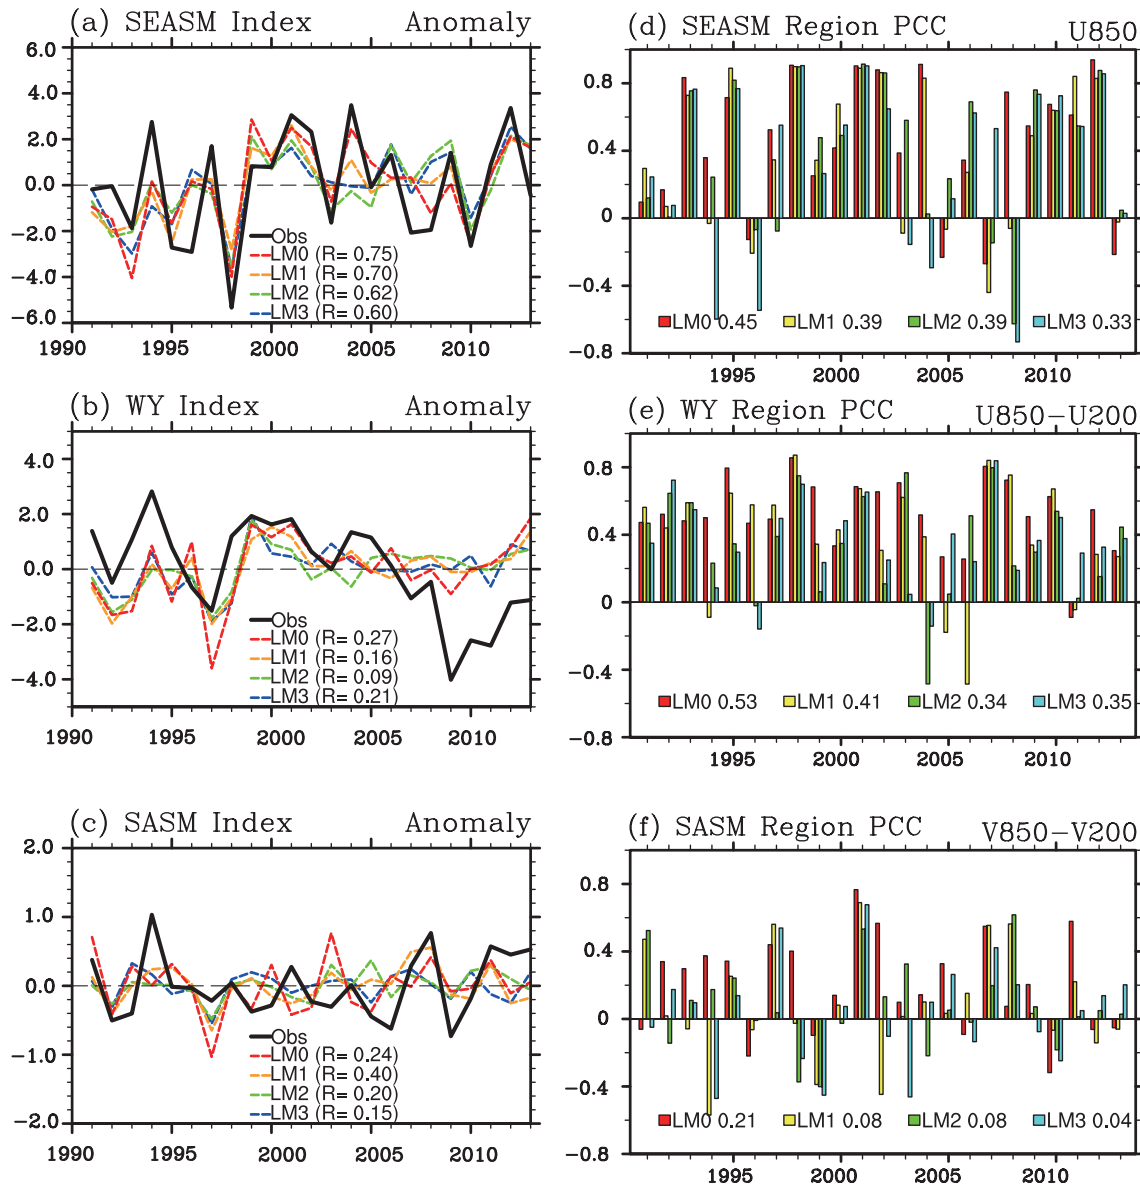 (a) SEASM Index Anomaly
6.0
4.0
2.0
0.0
−2.0
−4.0
−6.0
Obs
LM0 (R= 0.75)
LM1 (R= 0.70)
LM2 (R= 0.62)
LM3 (R= 0.60)
1990 1995 2000 2005 2010
(d) SEASM Region PCC U850
0.8
0.4
0
−0.4
−0.8
LM0 0.45 LM1 0.39 LM2 0.39 LM3 0.33
1995 2000 2005 2010
(b) WY Index Anomaly
4.0
2.0
0.0
−2.0
−4.0
Obs
LM0 (R= 0.27)
LM1 (R= 0.16)
LM2 (R= 0.09)
LM3 (R= 0.21)
1990 1995 2000 2005 2010
(e) WY Region PCC U850−U200
0.8
0.4
0
−0.4
−0.8
LM0 0.53 LM1 0.41 LM2 0.34 LM3 0.35
1995 2000 2005 2010
(c) SASM Index Anomaly
2.0
1.0
0.0
−1.0
−2.0
Obs
LM0 (R= 0.24)
LM1 (R= 0.40)
LM2 (R= 0.20)
LM3 (R= 0.15)
1990 1995 2000 2005 2010
(f) SASM Region PCC V850−V200
0.8
0.4
0
−0.4
−0.8
LM0 0.21 LM1 0.08 LM2 0.08 LM3 0.04
1995 2000 2005 2010